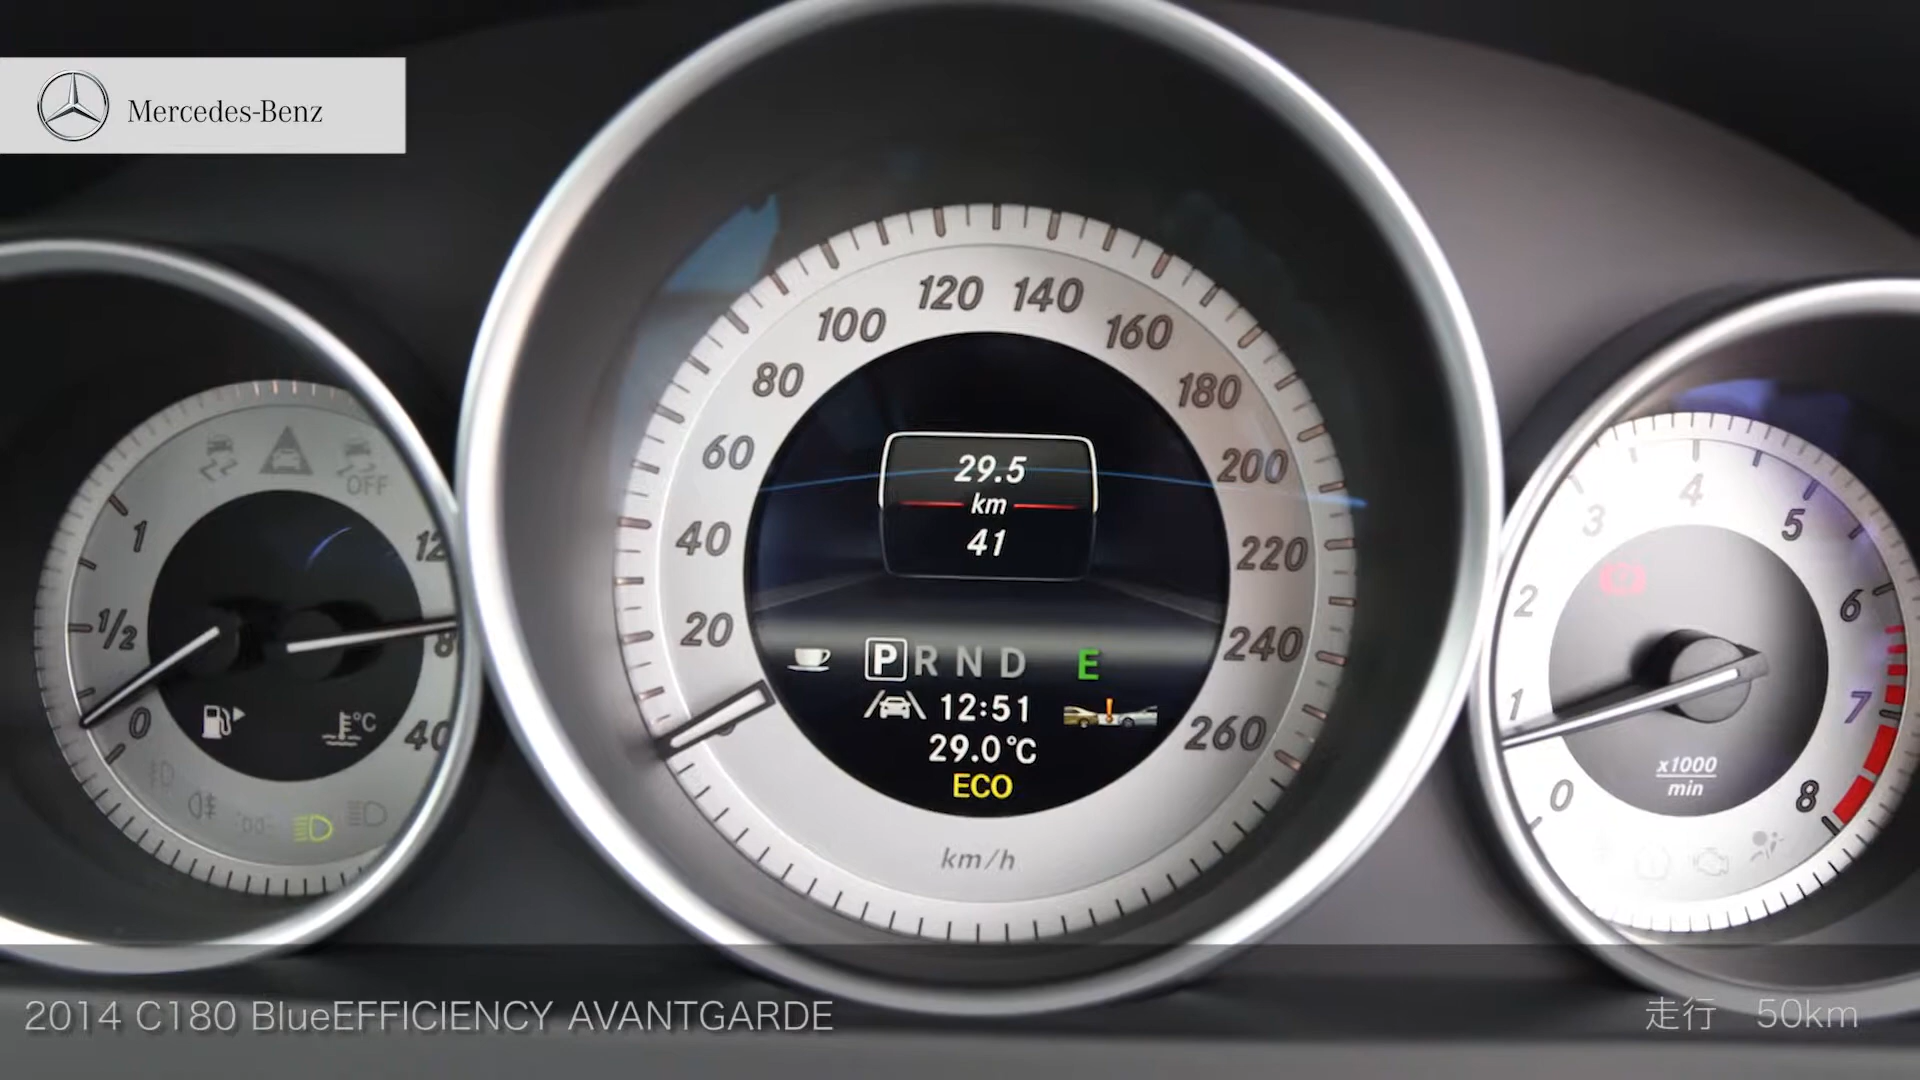 Mercedes-Benz
120 140
100 160
80 180
60 200
40 220
20 240
260
km/h
29.5
km
41
P R N D E
12:51
29.0°C
ECO
OFF
1
1/2
0
°C
12
8
40
4
3 5
2 6
1 7
0 8
x1000
min
2014 C180 BlueEFFICIENCY AVANTGARDE
走行 50km